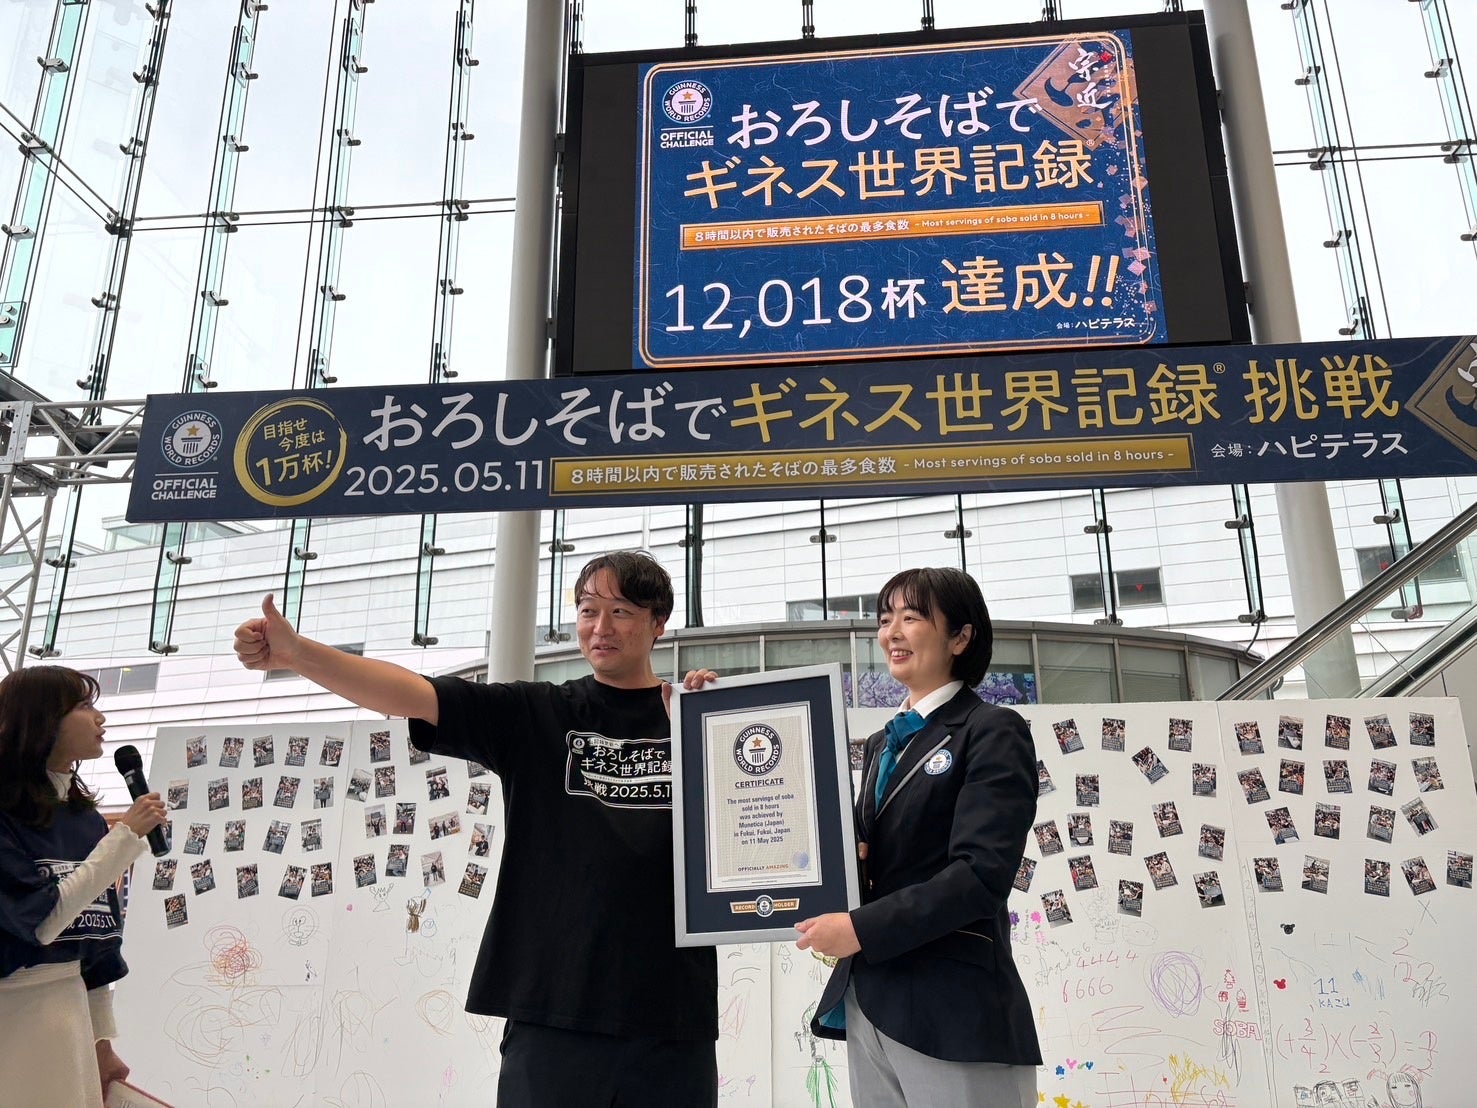 GUINNESS
WORLD RECORDS
OFFICIAL
CHALLENGE
宗近
おろしそばで
ギネス世界記録®
8時間以内で販売されたそばの最多食数 - Most servings of soba sold in 8 hours -
12,018杯 達成!!
会場:ハピテラス
GUINNESS
WORLD RECORDS
OFFICIAL
CHALLENGE
目指せ
今度は
1万杯!
おろしそばでギネス世界記録®挑戦
2025.05.11
8時間以内で販売されたそばの最多食数 - Most servings of soba sold in 8 hours -
会場:ハピテラス
おろしそばで
ギネス世界記録
挑戦 2025.5.1
2025.5.11
GUINNESS
WORLD RECORDS
CERTIFICATE
The most servings of soba
sold in 8 hours
was achieved by
Munetica (Japan)
in Fukui, Fukui, Japan
on 11 May 2025
OFFICIALLY AMAZING
RECORD HOLDER
4444
6666
11
KAZU
SOBA